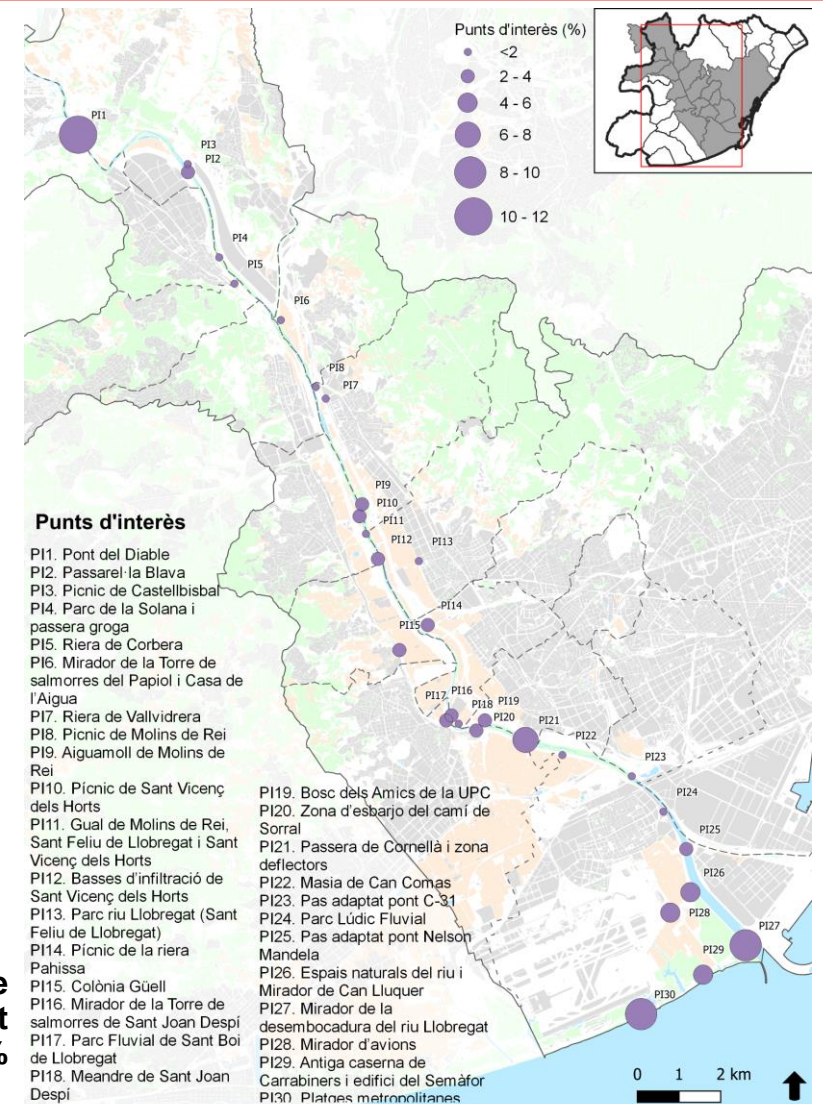 Punts d'interès (%)
<2
2 - 4
4 - 6
6 - 8
8 - 10
10 - 12
PI1
PI3
PI2
PI4
PI5
PI6
PI8
PI7
PI9
PI10
PI11
PI12
PI13
PI14
PI15
PI16
PI17
PI18
PI19
PI20
PI21
PI22
PI23
PI24
PI25
PI26
PI28
PI27
PI29
PI30
Punts d'interès
PI1. Pont del Diable
PI2. Passarel·la Blava
PI3. Picnic de Castellbisbal
PI4. Parc de la Solana i
passera groga
PI5. Riera de Corbera
PI6. Mirador de la Torre de
salmorres del Papiol i Casa de
l'Aigua
PI7. Riera de Vallvidrera
PI8. Picnic de Molins de Rei
PI9. Aiguamoll de Molins de
Rei
PI10. Pícnic de Sant Vicenç
dels Horts
PI11. Gual de Molins de Rei,
Sant Feliu de Llobregat i Sant
Vicenç dels Horts
PI12. Basses d'infiltració de
Sant Vicenç dels Horts
PI13. Parc riu Llobregat (Sant
Feliu de Llobregat)
PI14. Pícnic de la riera
Pahissa
PI15. Colònia Güell
PI16. Mirador de la Torre de
salmorres de Sant Joan Despí
PI17. Parc Fluvial de Sant Boi
de Llobregat
PI18. Meandre de Sant Joan
Despí
PI19. Bosc dels Amics de la UPC
PI20. Zona d'esbarjo del camí de
Sorral
PI21. Passera de Cornellà i zona
deflectors
PI22. Masia de Can Comas
PI23. Pas adaptat pont C-31
PI24. Parc Lúdic Fluvial
PI25. Pas adaptat pont Nelson
Mandela
PI26. Espais naturals del riu i
Mirador de Can Lluquer
PI27. Mirador de la
desembocadura del riu Llobregat
PI28. Mirador d'avions
PI29. Antiga caserna de
Carrabiners i edifici del Semàfor
PI30. Platges metropolitanes
e
t
%
0 1 2 km